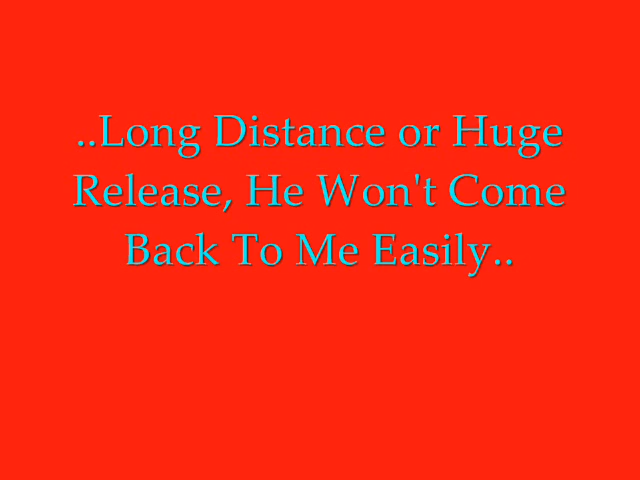 ..Long Distance or Huge
Release, He Won't Come
Back To Me Easily..